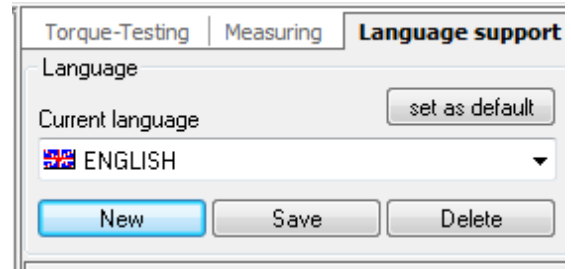 Torque-Testing Measuring Language support
Language
set as default
Current language
ENGLISH
New Save Delete